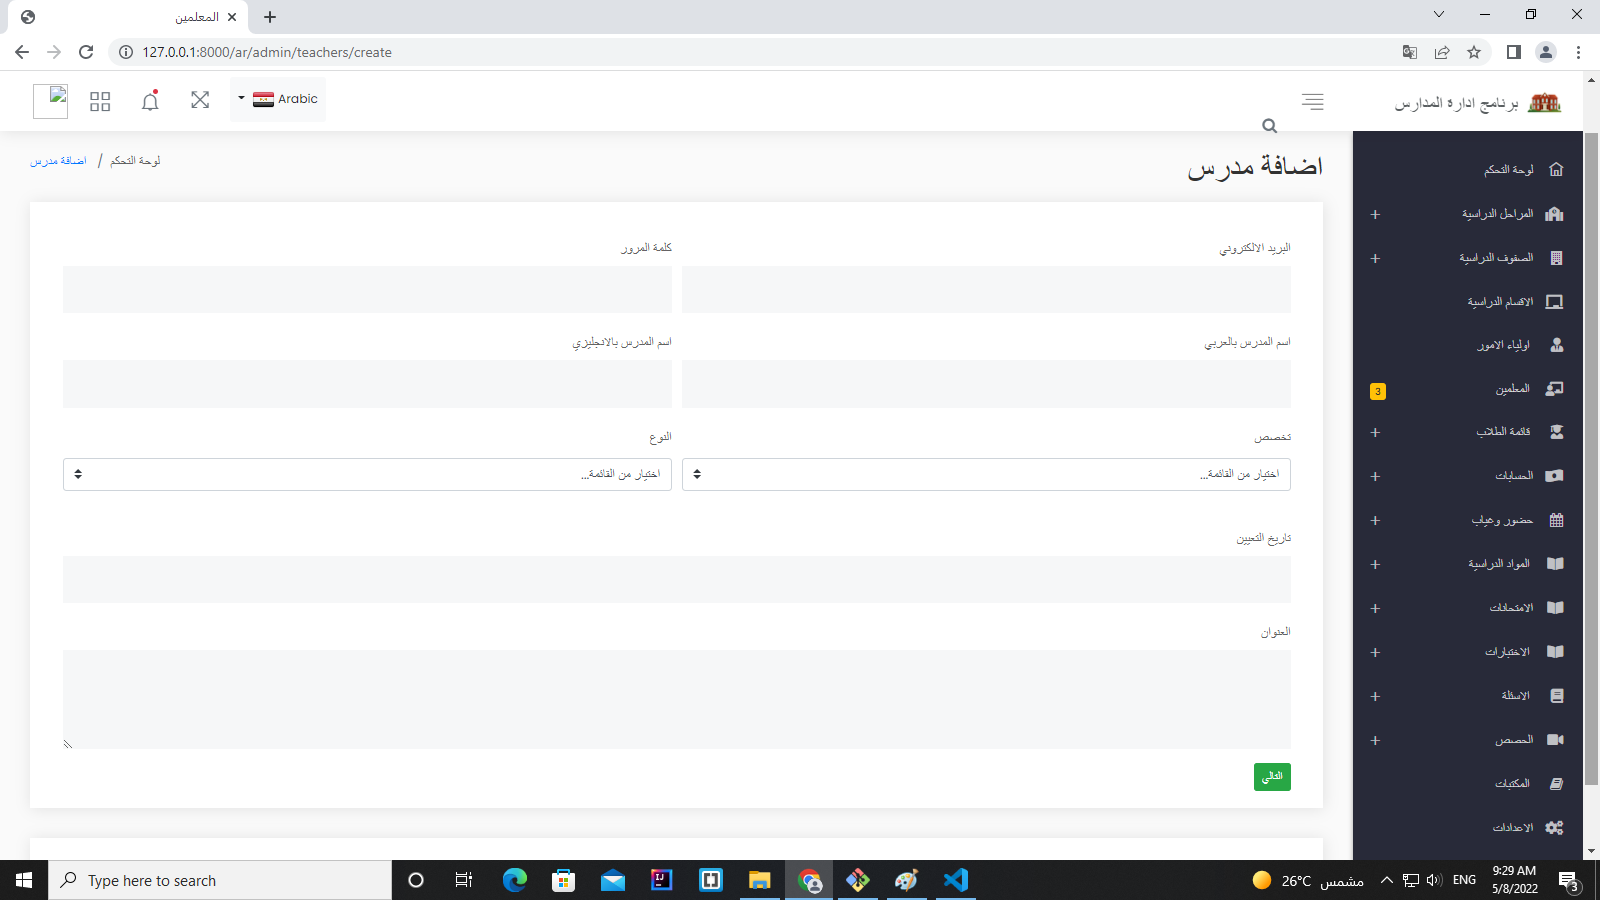 المعلمين
127.0.0.1:8000/ar/admin/teachers/create
برنامج ادارة المدارس
Arabic
اضافة مدرس
لوحة التحكم / اضافة مدرس
البريد الالكتروني
كلمة المرور
اسم المدرس بالعربي
اسم المدرس بالانجليزي
تخصص
النوع
اختيار من القائمة...
اختيار من القائمة...
تاريخ التعيين
العنوان
التالي
لوحة التحكم
المراحل الدراسية +
الصفوف الدراسية +
الاقسام الدراسية
اولياء الامور
المعلمين 3
قائمة الطلاب +
الحسابات +
حضور وغياب +
المواد الدراسية +
الامتحانات +
الاختبارات +
الاسئلة +
الحصص +
المكتبات
الاعدادات
Type here to search
26°C مشمس
ENG
9:29 AM
5/8/2022
3